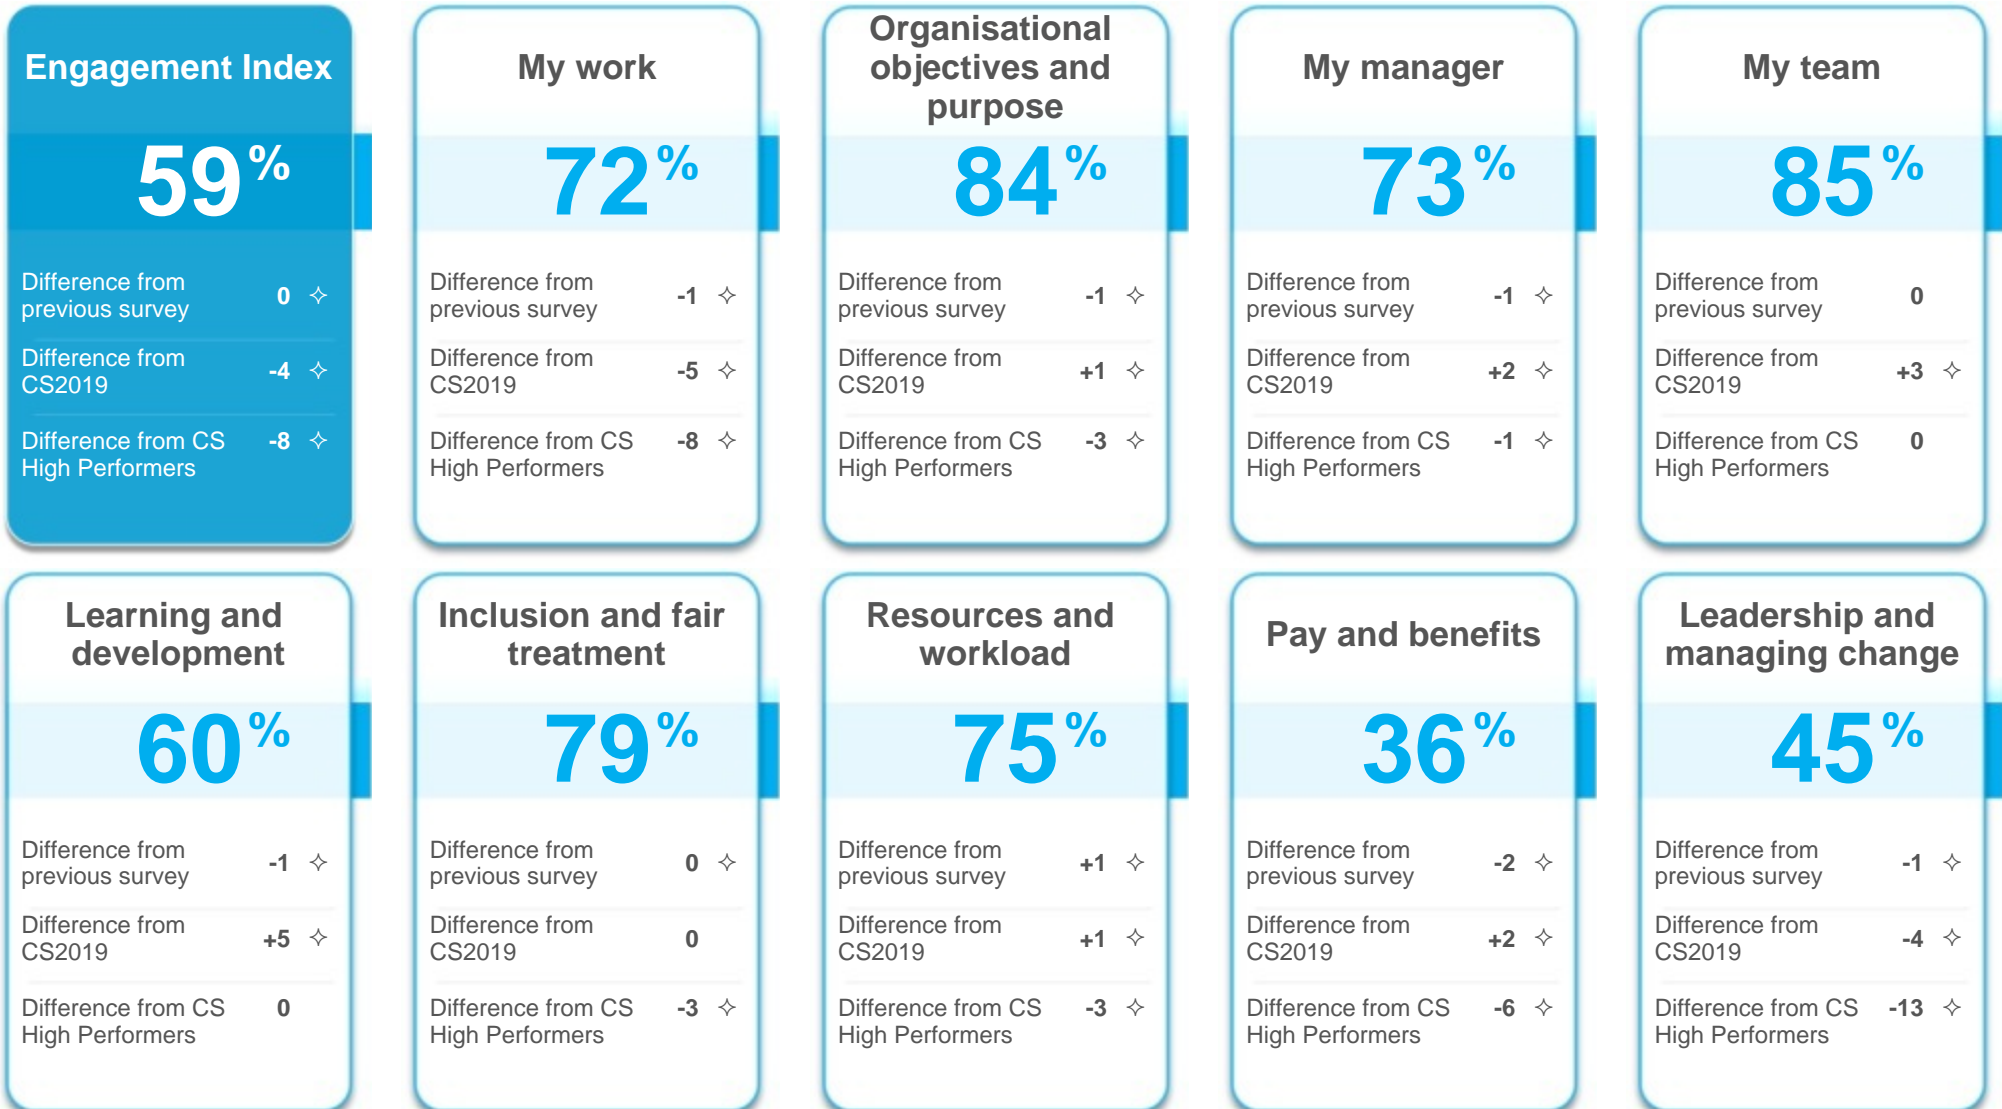 Engagement Index
59%
Difference from
previous survey
0 ✧
Difference from
CS2019
-4 ✧
Difference from CS
High Performers
-8 ✧
My work
72%
Difference from
previous survey
-1 ✧
Difference from
CS2019
-5 ✧
Difference from CS
High Performers
-8 ✧
Organisational
objectives and
purpose
84%
Difference from
previous survey
-1 ✧
Difference from
CS2019
+1 ✧
Difference from CS
High Performers
-3 ✧
My manager
73%
Difference from
previous survey
-1 ✧
Difference from
CS2019
+2 ✧
Difference from CS
High Performers
-1 ✧
My team
85%
Difference from
previous survey
0
Difference from
CS2019
+3 ✧
Difference from CS
High Performers
0
Learning and
development
60%
Difference from
previous survey
-1 ✧
Difference from
CS2019
+5 ✧
Difference from CS
High Performers
0
Inclusion and fair
treatment
79%
Difference from
previous survey
0 ✧
Difference from
CS2019
0
Difference from CS
High Performers
-3 ✧
Resources and
workload
75%
Difference from
previous survey
+1 ✧
Difference from
CS2019
+1 ✧
Difference from CS
High Performers
-3 ✧
Pay and benefits
36%
Difference from
previous survey
-2 ✧
Difference from
CS2019
+2 ✧
Difference from CS
High Performers
-6 ✧
Leadership and
managing change
45%
Difference from
previous survey
-1 ✧
Difference from
CS2019
-4 ✧
Difference from CS
High Performers
-13 ✧